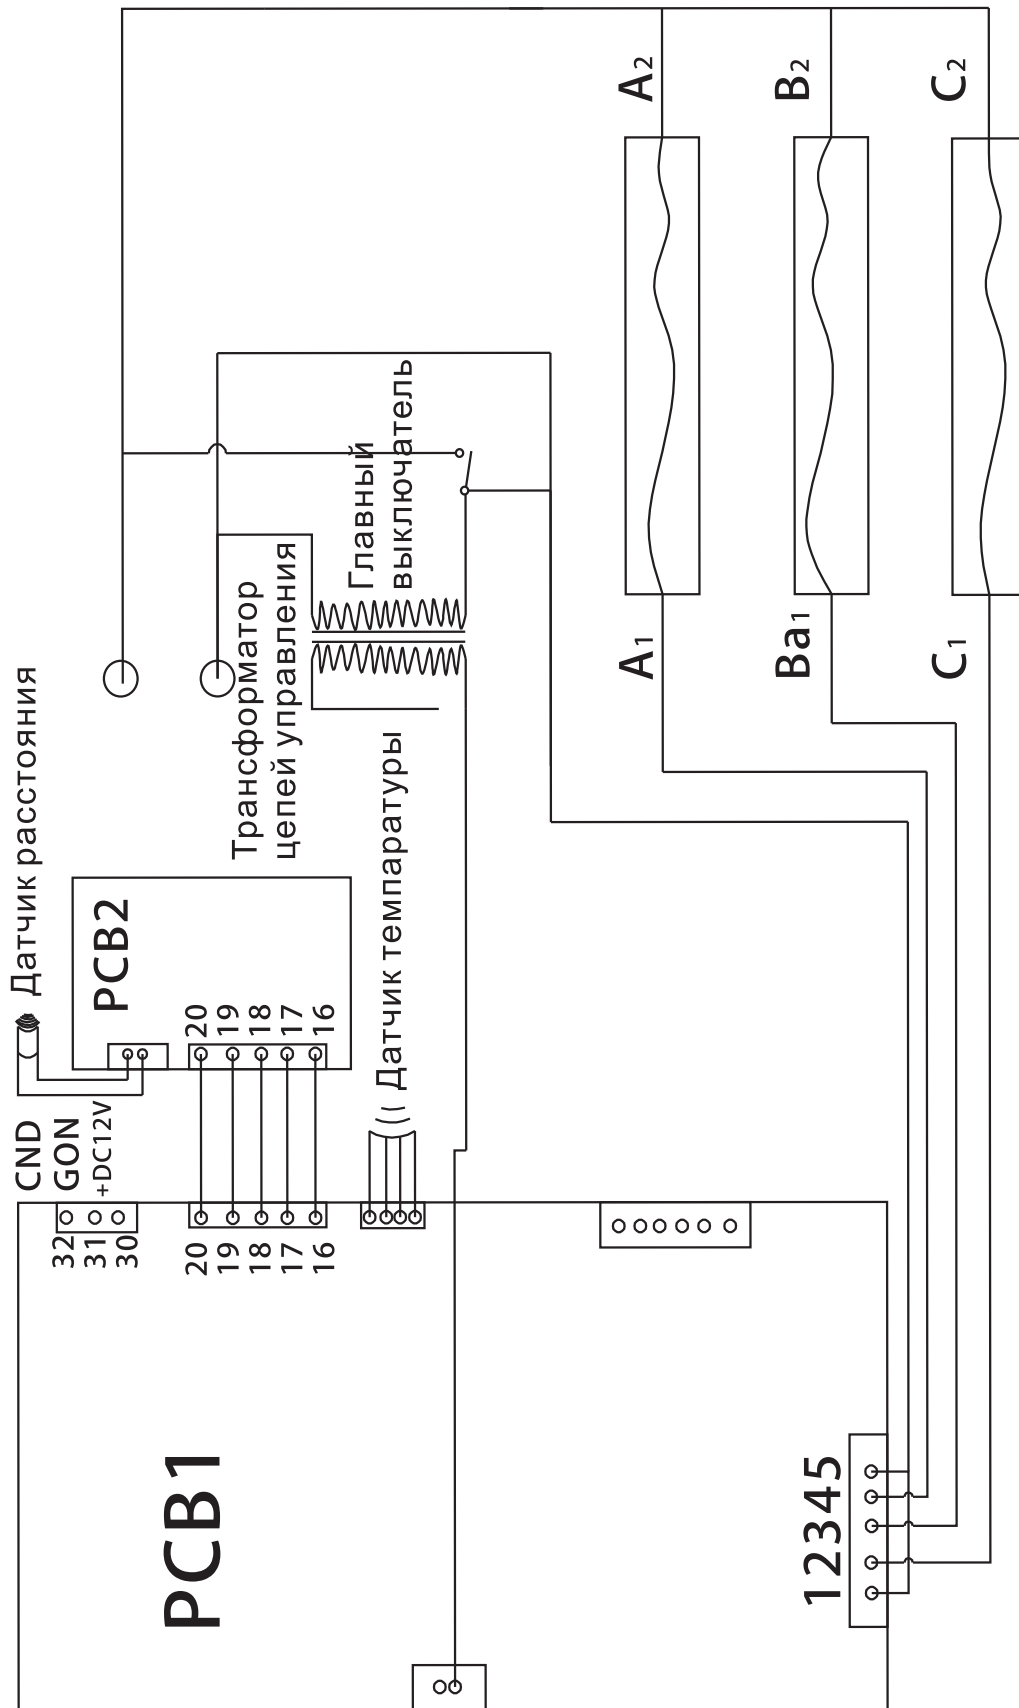 A2
B2
C2
Главный
выключатель
Трансформатор
цепей управления
A1
Ba1
C1
Датчик расстояния
PCB2
20
19
18
17
16
Датчик темпаратуры
CND
GON
+DC12V
32
31
30
20
19
18
17
16
PCB1
12345